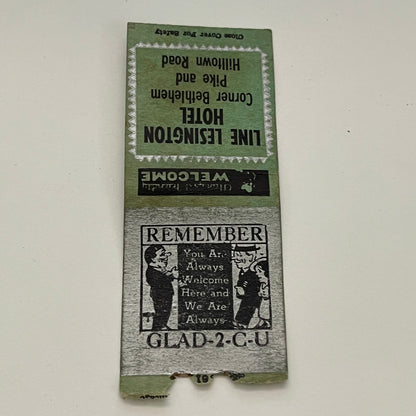 Close Cover For Safety
LINE LESINGTON
HOTEL
Corner Bethlehem
Pike and
Hilltown Road
WELCOME
REMEMBER
You Are
Always
Welcome
Here and
We Are
Always
GLAD-2-C-U